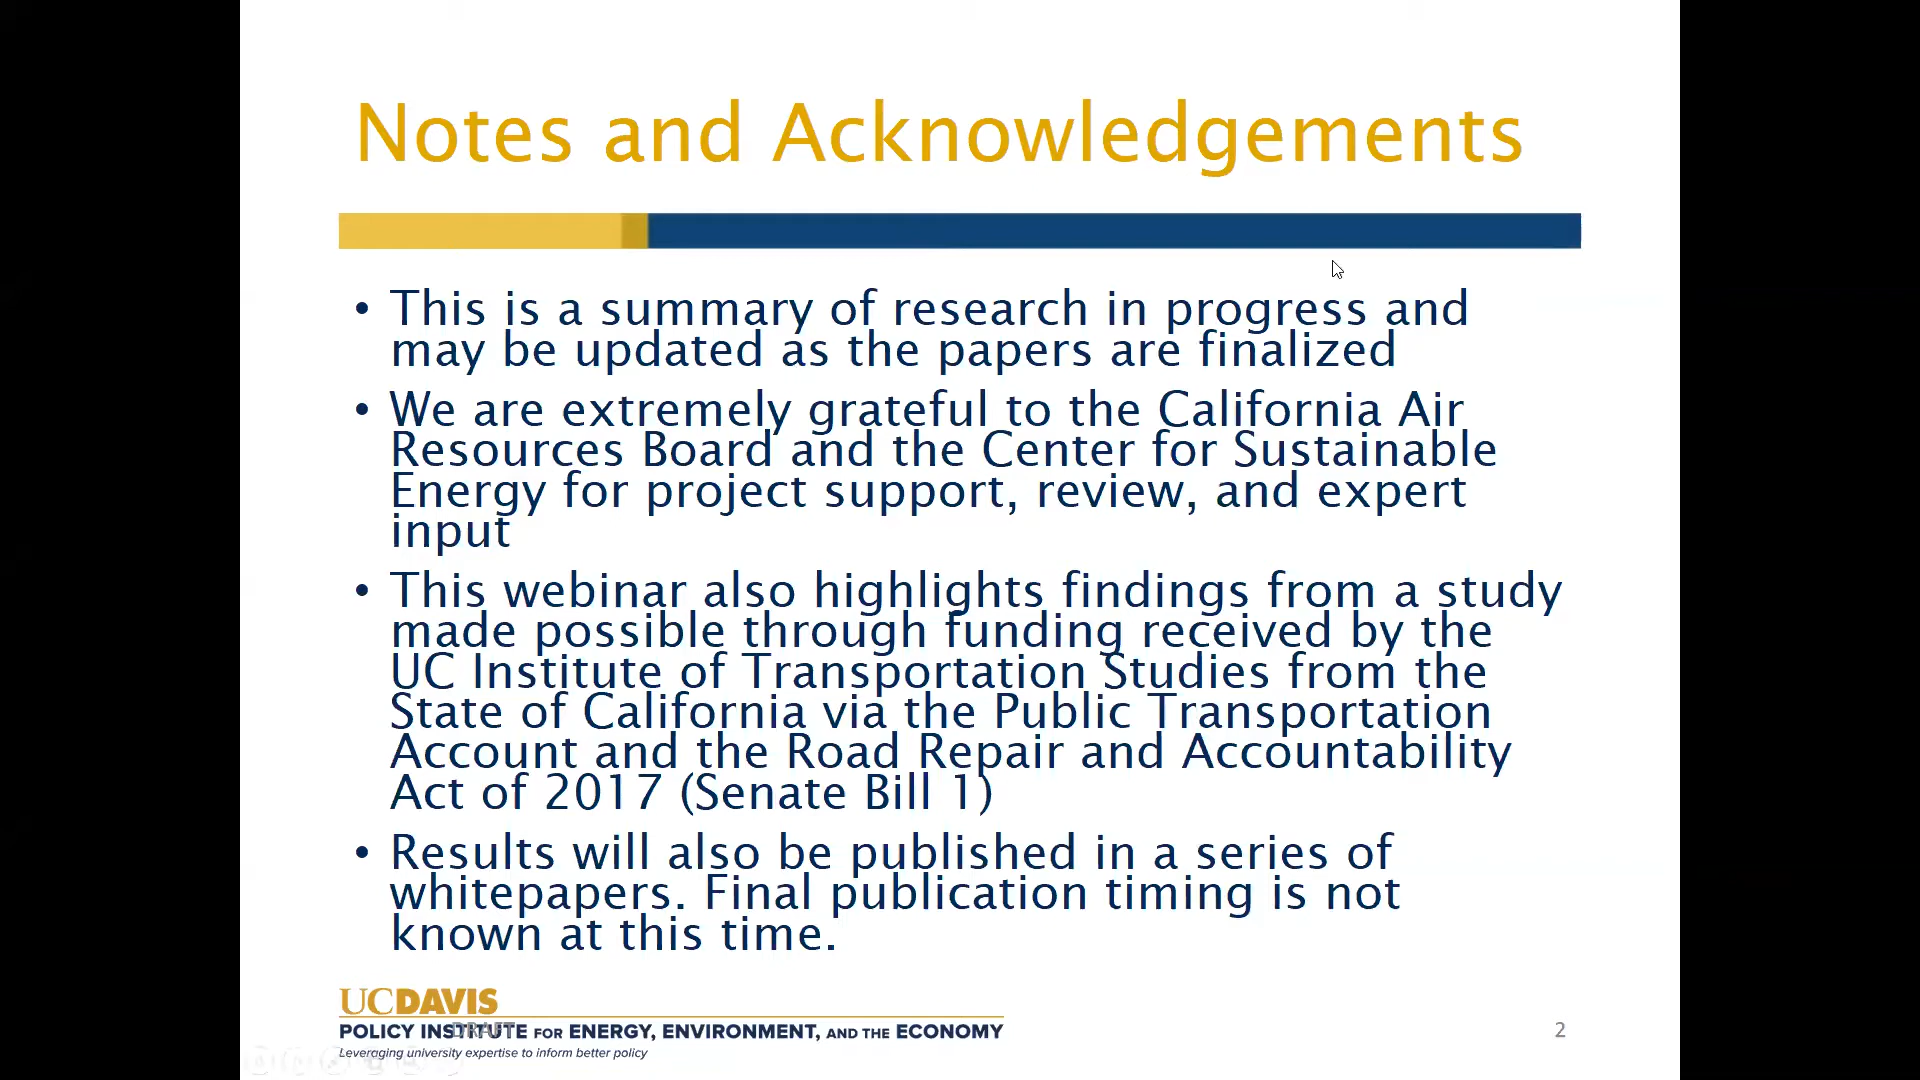 Notes and Acknowledgements
• This is a summary of research in progress and
may be updated as the papers are finalized
• We are extremely grateful to the California Air
Resources Board and the Center for Sustainable
Energy for project support, review, and expert
input
• This webinar also highlights findings from a study
made possible through funding received by the
UC Institute of Transportation Studies from the
State of California via the Public Transportation
Account and the Road Repair and Accountability
Act of 2017 (Senate Bill 1)
• Results will also be published in a series of
whitepapers. Final publication timing is not
known at this time.
UCDAVIS
POLICY INSTITUTE FOR ENERGY, ENVIRONMENT, AND THE ECONOMY
DRAFT
2
Leveraging university expertise to inform better policy